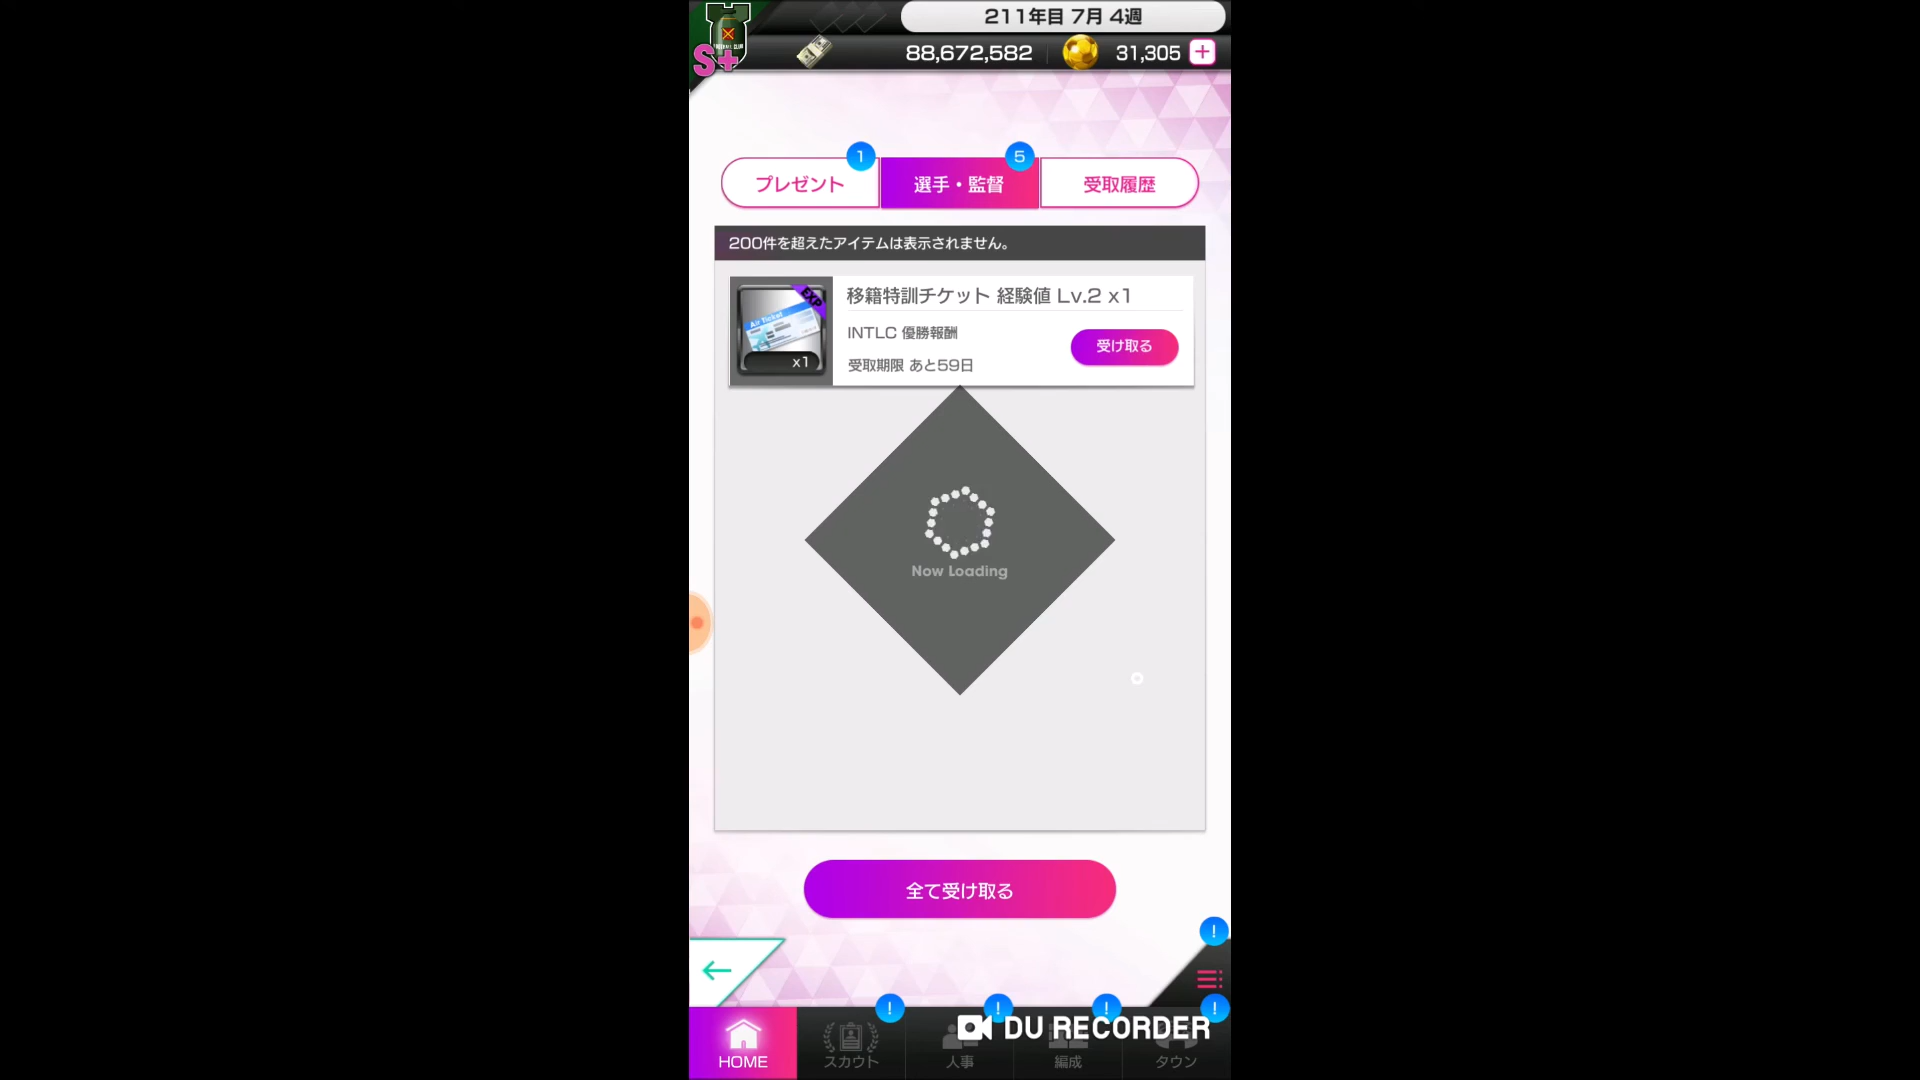 211年目 7月 4週
S+
FOOTBALL CLUB
88,672,582
31,305
プレゼント
1
選手・監督
5
受取履歴
200件を超えたアイテムは表示されません。
EXP
Air Ticket
x1
移籍特訓チケット 経験値 Lv.2 x1
INTLC 優勝報酬
受取期限 あと59日
受け取る
Now Loading
全て受け取る
!
!
!
!
!
DU RECORDER
HOME
スカウト
人事
編成
タウン